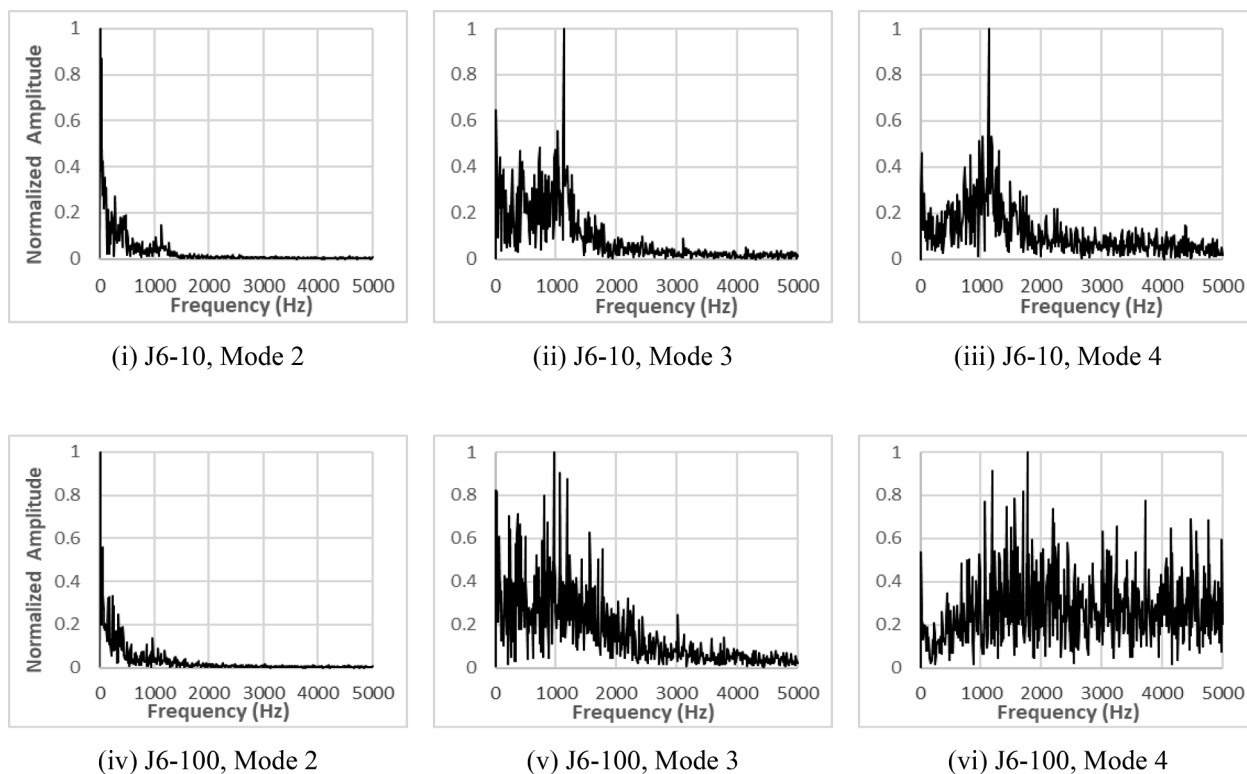 Normalized Amplitude
1
0.8
0.6
0.4
0.2
0
0 1000 2000 3000 4000 5000
Frequency (Hz)
(i) J6-10, Mode 2
1
0.8
0.6
0.4
0.2
0
0 1000 2000 3000 4000 5000
Frequency (Hz)
(ii) J6-10, Mode 3
1
0.8
0.6
0.4
0.2
0
0 1000 2000 3000 4000 5000
Frequency (Hz)
(iii) J6-10, Mode 4
Normalized Amplitude
1
0.8
0.6
0.4
0.2
0
0 1000 2000 3000 4000 5000
Frequency (Hz)
(iv) J6-100, Mode 2
1
0.8
0.6
0.4
0.2
0
0 1000 2000 3000 4000 5000
Frequency (Hz)
(v) J6-100, Mode 3
1
0.8
0.6
0.4
0.2
0
0 1000 2000 3000 4000 5000
Frequency (Hz)
(vi) J6-100, Mode 4